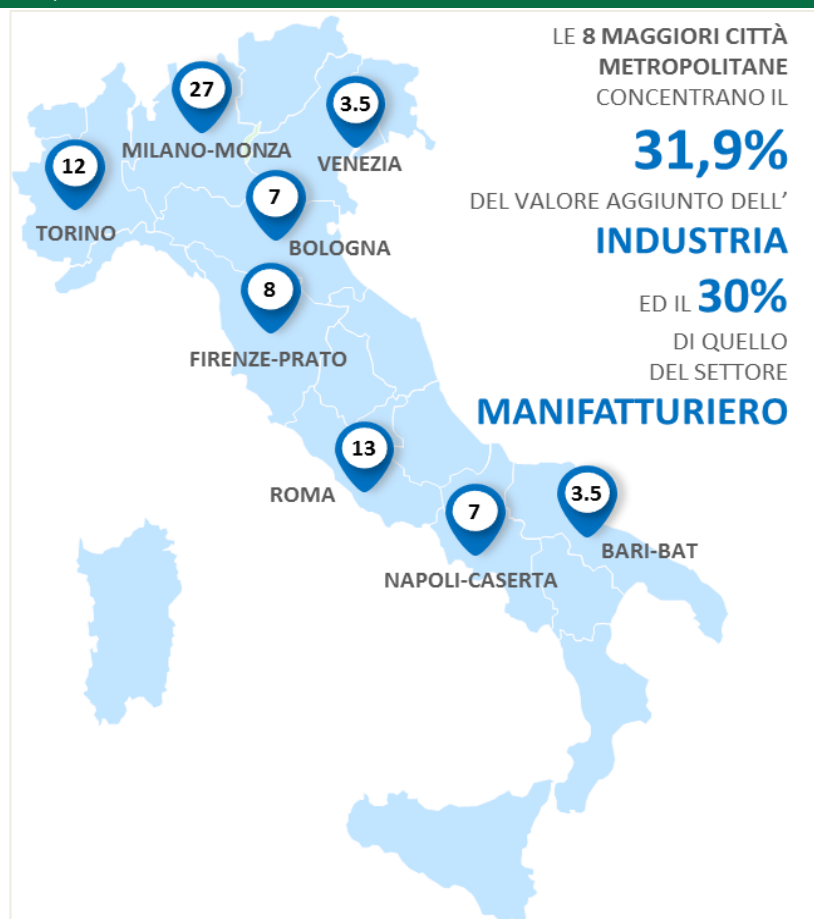 LE 8 MAGGIORI CITTÀ
METROPOLITANE
CONCENTRANO IL
31,9%
DEL VALORE AGGIUNTO DELL’
INDUSTRIA
ED IL 30%
DI QUELLO
DEL SETTORE
MANIFATTURIERO
27
MILANO-MONZA
3.5
VENEZIA
12
TORINO
7
BOLOGNA
8
FIRENZE-PRATO
13
ROMA
7
NAPOLI-CASERTA
3.5
BARI-BAT